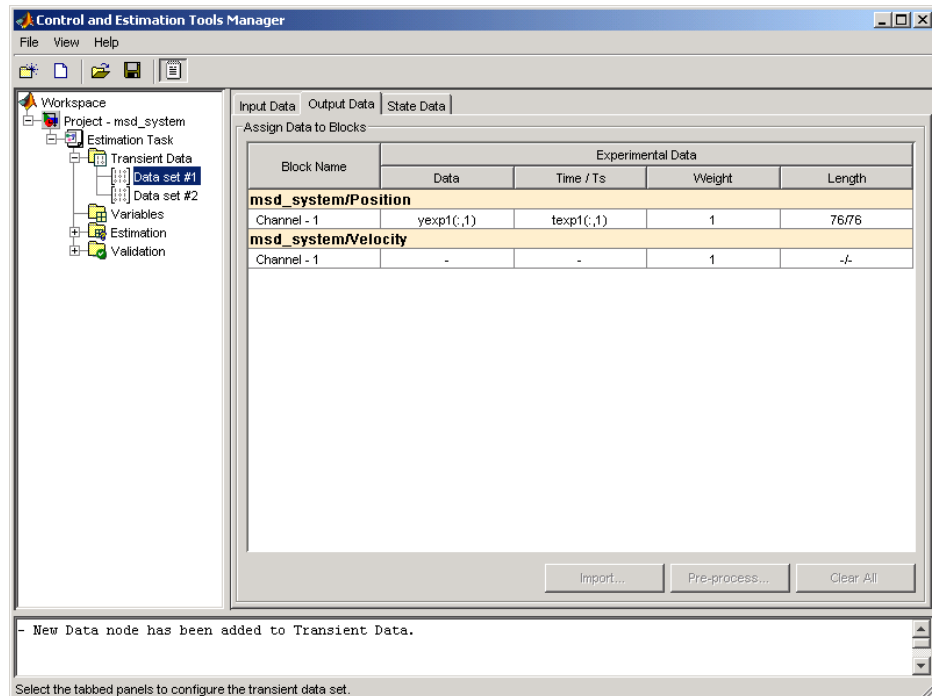 Control and Estimation Tools Manager
File View Help
Workspace
Project - msd_system
Estimation Task
Transient Data
Data set #1
Data set #2
Variables
Estimation
Validation
Input Data Output Data State Data
Assign Data to Blocks
Block Name Experimental Data
Data Time / Ts Weight Length
msd_system/Position
Channel - 1 yexp1(:,1) texp1(:,1) 1 76/76
msd_system/Velocity
Channel - 1 - - 1 -/-
Import... Pre-process... Clear All
- New Data node has been added to Transient Data.
Select the tabbed panels to configure the transient data set.